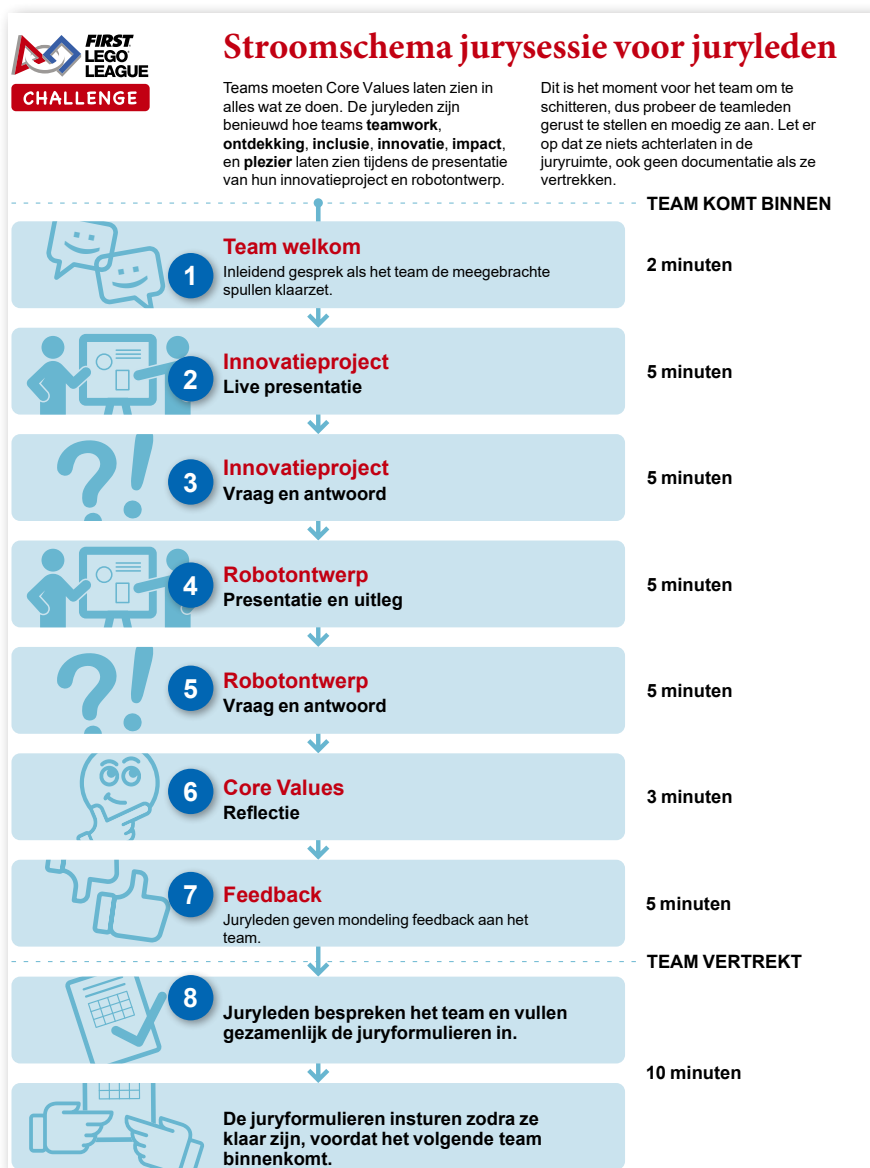 FIRST
LEGO
LEAGUE
CHALLENGE
Stroomschema jurysessie voor juryleden
Teams moeten Core Values laten zien in
alles wat ze doen. De juryleden zijn
benieuwd hoe teams teamwork,
ontdekking, inclusie, innovatie, impact,
en plezier laten zien tijdens de presentatie
van hun innovatieproject en robotontwerp.
Dit is het moment voor het team om te
schitteren, dus probeer de teamleden
gerust te stellen en moedig ze aan. Let er
op dat ze niets achterlaten in de
juryruimte, ook geen documentatie als ze
vertrekken.
TEAM KOMT BINNEN
1
Team welkom
Inleidend gesprek als het team de meegebrachte
spullen klaarzet.
2 minuten
2
Innovatieproject
Live presentatie
5 minuten
3
Innovatieproject
Vraag en antwoord
5 minuten
4
Robotontwerp
Presentatie en uitleg
5 minuten
5
Robotontwerp
Vraag en antwoord
5 minuten
6
Core Values
Reflectie
3 minuten
7
Feedback
Juryleden geven mondeling feedback aan het
team.
5 minuten
TEAM VERTREKT
8
Juryleden bespreken het team en vullen
gezamenlijk de juryformulieren in.
10 minuten
De juryformulieren insturen zodra ze
klaar zijn, voordat het volgende team
binnenkomt.